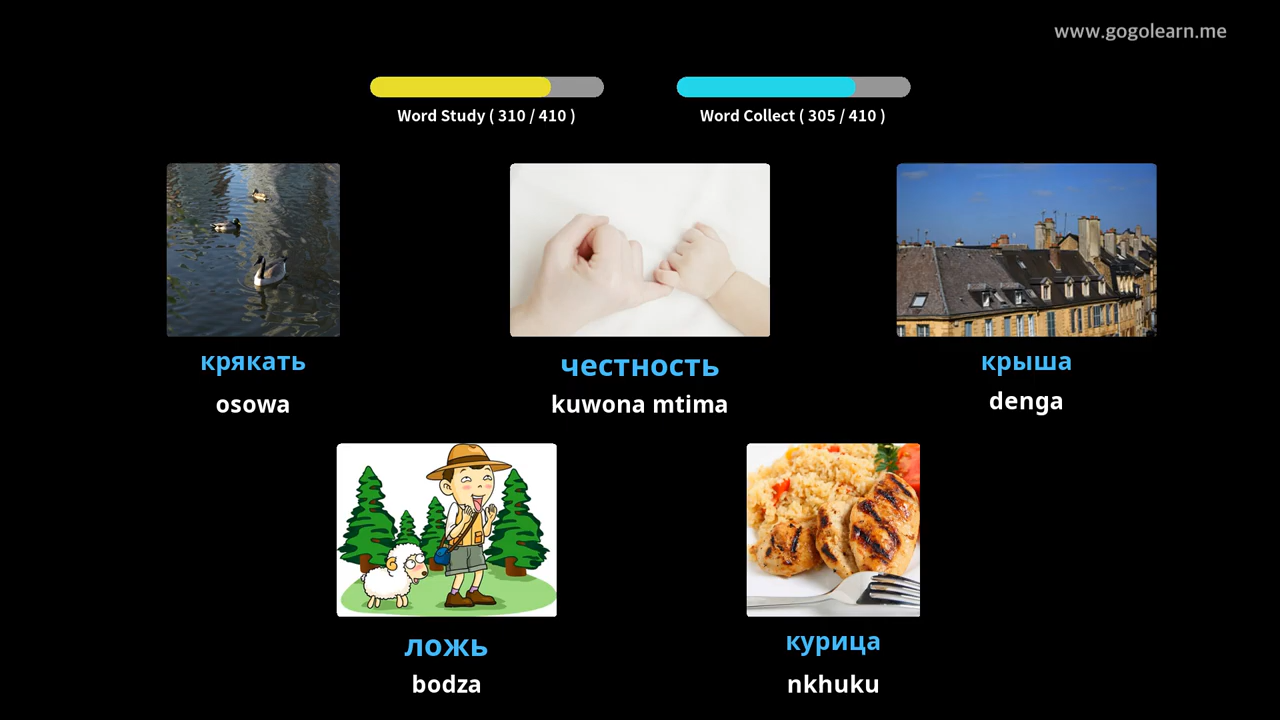 www.gogolearn.me
Word Study ( 310 / 410 )
Word Collect ( 305 / 410 )
крякать
osowa
честность
kuwona mtima
крыша
denga
ложь
bodza
курица
nkhuku